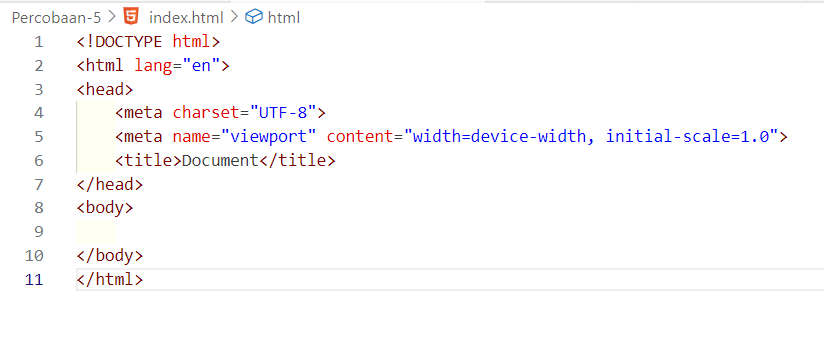 Percobaan-5 > index.html > html
1 <!DOCTYPE html>
2 <html lang="en">
3 <head>
4     <meta charset="UTF-8">
5     <meta name="viewport" content="width=device-width, initial-scale=1.0">
6     <title>Document</title>
7 </head>
8 <body>
9
10 </body>
11 </html>